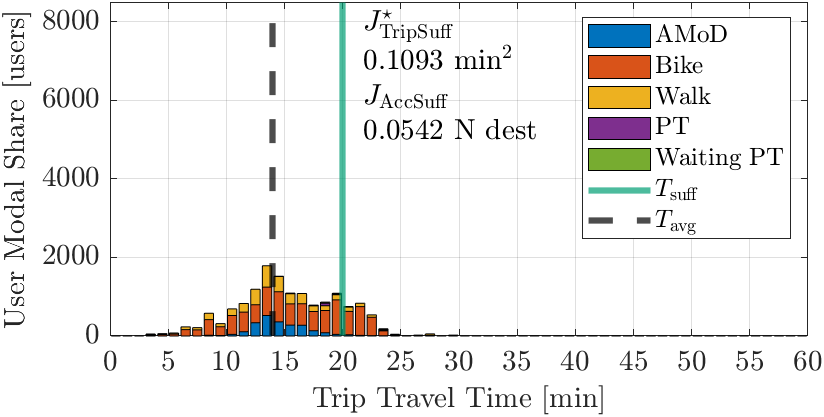 User Modal Share [users]
8000
6000
4000
2000
0
J⋆TripSuff
0.1093 min²
JAccSuff
0.0542 N dest
AMoD
Bike
Walk
PT
Waiting PT
Tsuff
Tavg
0 5 10 15 20 25 30 35 40 45 50 55 60
Trip Travel Time [min]